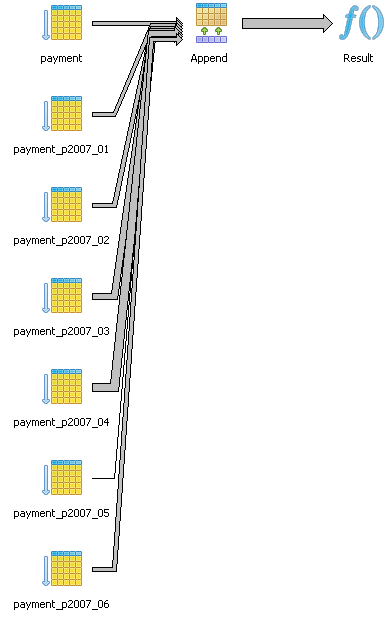 payment
Append
Result
payment_p2007_01
payment_p2007_02
payment_p2007_03
payment_p2007_04
payment_p2007_05
payment_p2007_06